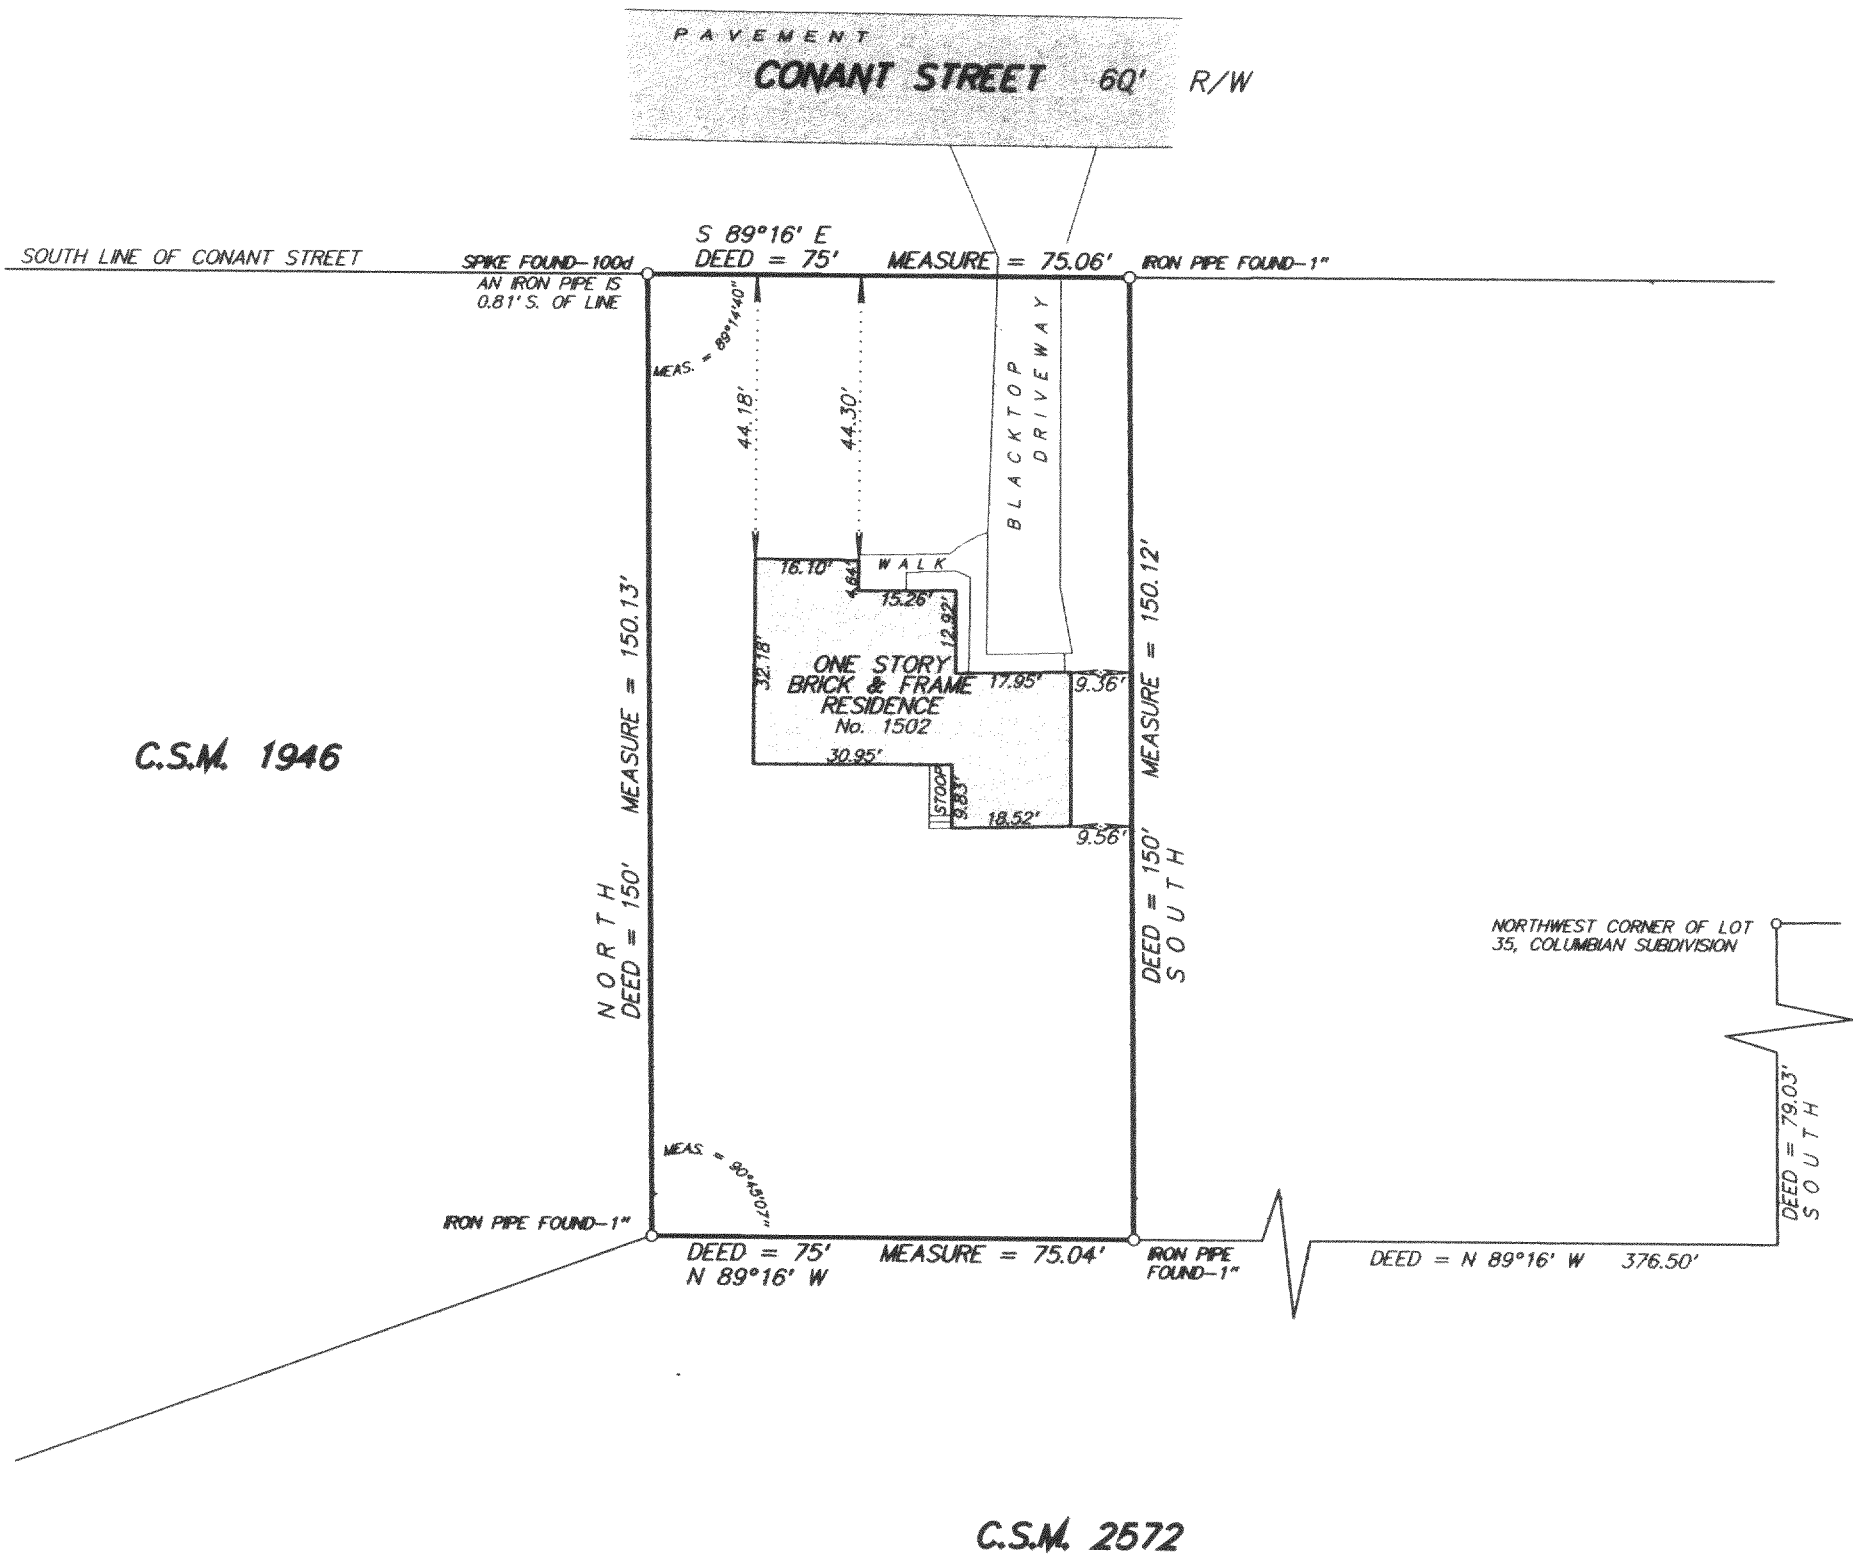 PAVEMENT
CONANT STREET 60' R/W
S 89°16' E
DEED = 75' MEASURE = 75.06'
SOUTH LINE OF CONANT STREET
SPIKE FOUND-100d
AN IRON PIPE IS
0.81' S. OF LINE
IRON PIPE FOUND-1"
MEAS. = 89°14'40"
44.18'
44.30'
BLACKTOP
DRIVEWAY
WALK
16.10'
4.64'
15.26'
12.92'
32.18'
ONE STORY
BRICK & FRAME
RESIDENCE
No. 1502
17.95'
9.36'
30.95'
STOOP
9.83'
18.52'
9.56'
MEASURE = 150.13'
DEED = 150'
NORTH
MEASURE = 150.12'
DEED = 150'
SOUTH
C.S.M. 1946
NORTHWEST CORNER OF LOT
35, COLUMBIAN SUBDIVISION
DEED = 79.03'
SOUTH
MEAS. = 90°45'07"
IRON PIPE FOUND-1"
DEED = 75' MEASURE = 75.04'
N 89°16' W
IRON PIPE
FOUND-1"
DEED = N 89°16' W 376.50'
C.S.M. 2572